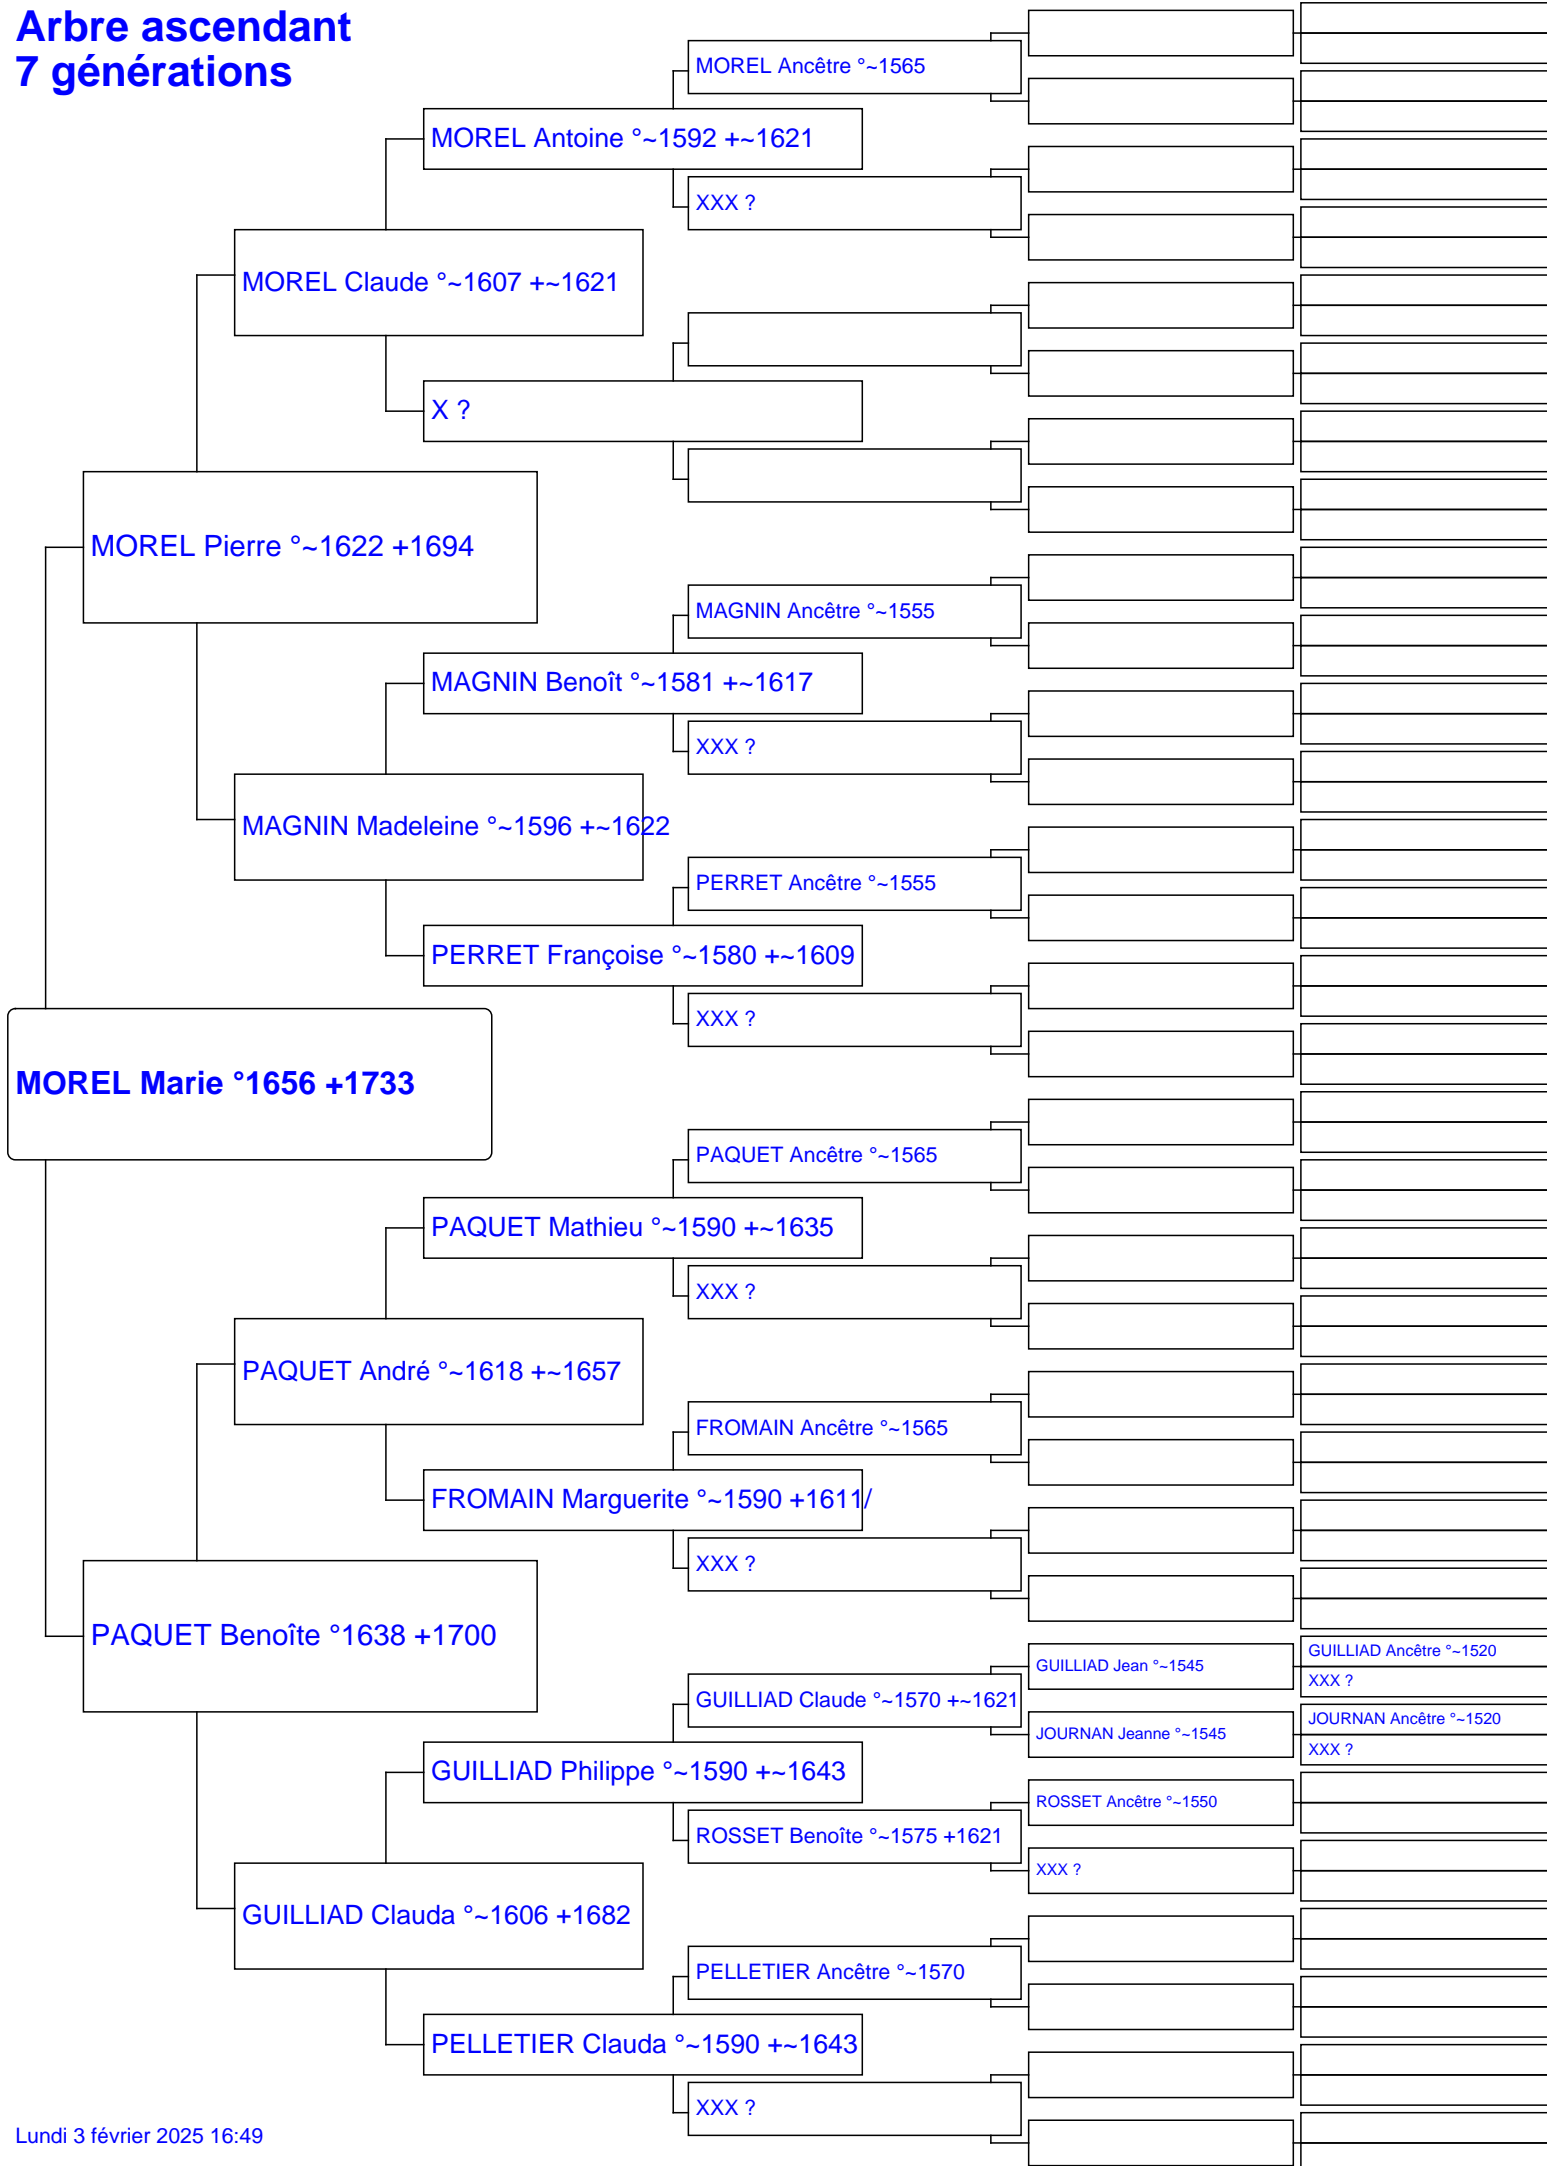 Arbre ascendant
7 générations
MOREL Ancêtre °~1565
MOREL Antoine °~1592 +~1621
XXX ?
MOREL Claude °~1607 +~1621
X ?
MOREL Pierre °~1622 +1694
MAGNIN Ancêtre °~1555
MAGNIN Benoît °~1581 +~1617
XXX ?
MAGNIN Madeleine °~1596 +~1622
PERRET Ancêtre °~1555
PERRET Françoise °~1580 +~1609
XXX ?
MOREL Marie °1656 +1733
PAQUET Ancêtre °~1565
PAQUET Mathieu °~1590 +~1635
XXX ?
PAQUET André °~1618 +~1657
FROMAIN Ancêtre °~1565
FROMAIN Marguerite °~1590 +1611/
XXX ?
PAQUET Benoîte °1638 +1700
GUILLIAD Ancêtre °~1520
GUILLIAD Jean °~1545
XXX ?
GUILLIAD Claude °~1570 +~1621
JOURNAN Ancêtre °~1520
JOURNAN Jeanne °~1545
XXX ?
GUILLIAD Philippe °~1590 +~1643
ROSSET Ancêtre °~1550
ROSSET Benoîte °~1575 +1621
XXX ?
GUILLIAD Clauda °~1606 +1682
PELLETIER Ancêtre °~1570
PELLETIER Clauda °~1590 +~1643
XXX ?
Lundi 3 février 2025 16:49